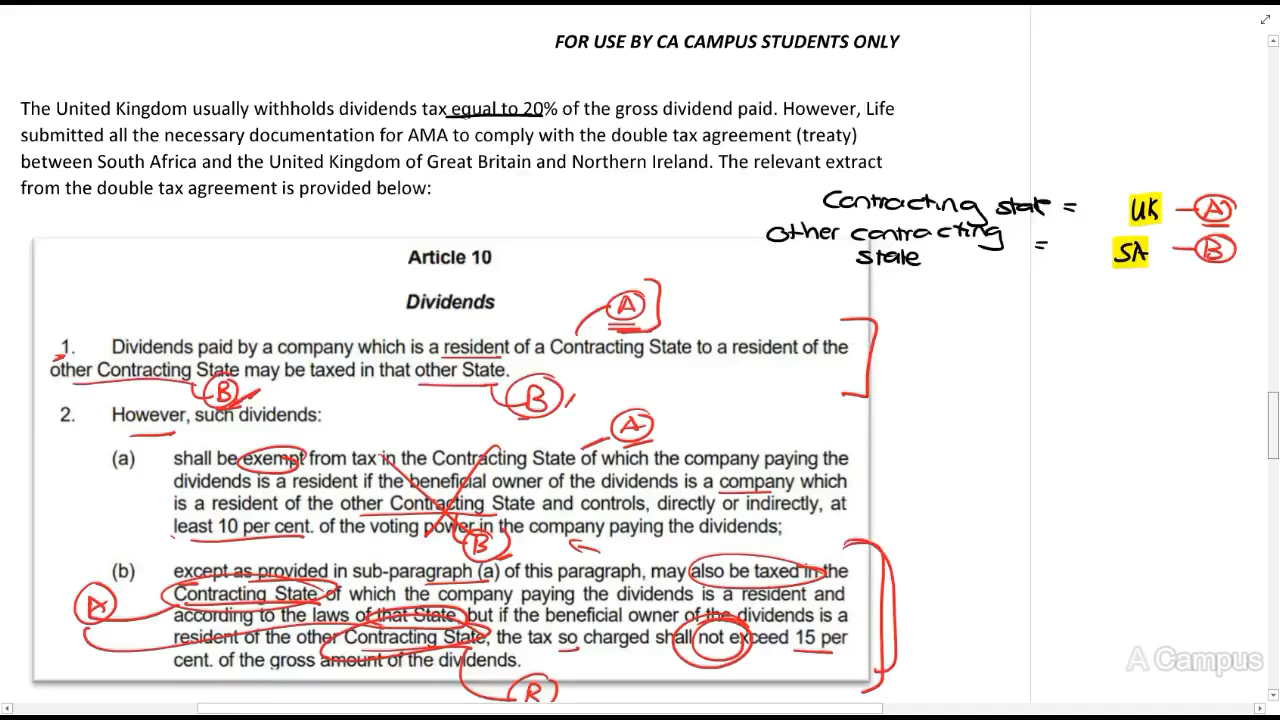 FOR USE BY CA CAMPUS STUDENTS ONLY
The United Kingdom usually withholds dividends tax equal to 20% of the gross dividend paid. However, Life
submitted all the necessary documentation for AMA to comply with the double tax agreement (treaty)
between South Africa and the United Kingdom of Great Britain and Northern Ireland. The relevant extract
from the double tax agreement is provided below:
Contracting state = UK A
Other contracting
state = SA B
Article 10
Dividends
A
1. Dividends paid by a company which is a resident of a Contracting State to a resident of the
other Contracting State may be taxed in that other State.
B B
2. However, such dividends:
A
(a) shall be exempt from tax in the Contracting State of which the company paying the
dividends is a resident if the beneficial owner of the dividends is a company which
is a resident of the other Contracting State and controls, directly or indirectly, at
least 10 per cent. of the voting power in the company paying the dividends;
B
(b) except as provided in sub-paragraph (a) of this paragraph, may also be taxed in the
A Contracting State of which the company paying the dividends is a resident and
according to the laws of that State, but if the beneficial owner of the dividends is a
resident of the other Contracting State, the tax so charged shall not exceed 15 per
cent. of the gross amount of the dividends.
A Campus